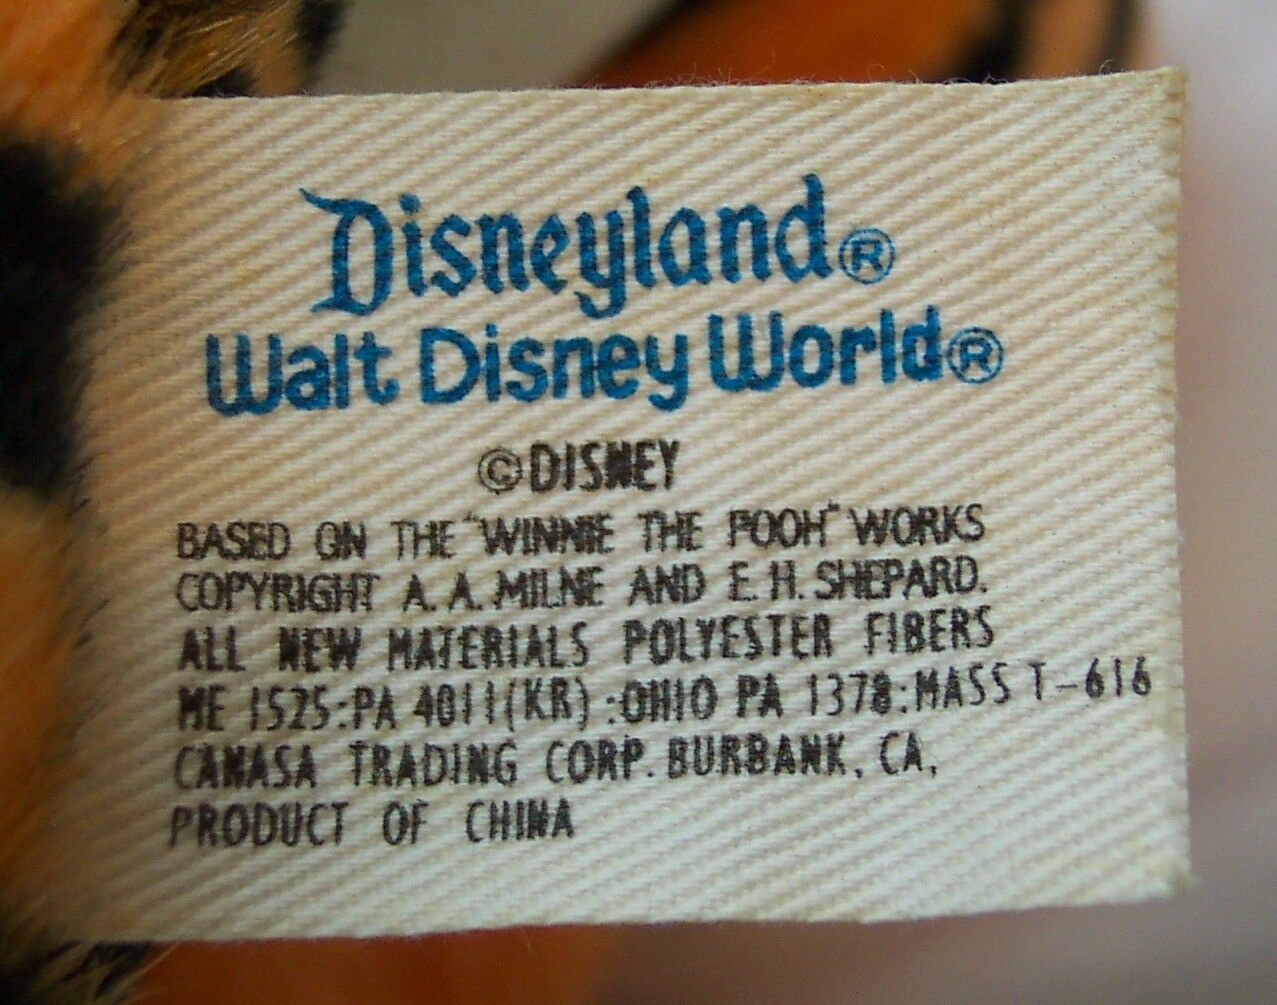 Disneyland®
Walt Disney World®
©DISNEY
BASED ON THE "WINNIE THE POOH" WORKS
COPYRIGHT A. A. MILNE AND E. H. SHEPARD.
ALL NEW MATERIALS POLYESTER FIBERS
ME 1525:PA 4011(KR):OHIO PA 1378:MASS T-616
CANASA TRADING CORP. BURBANK, CA,
PRODUCT OF CHINA